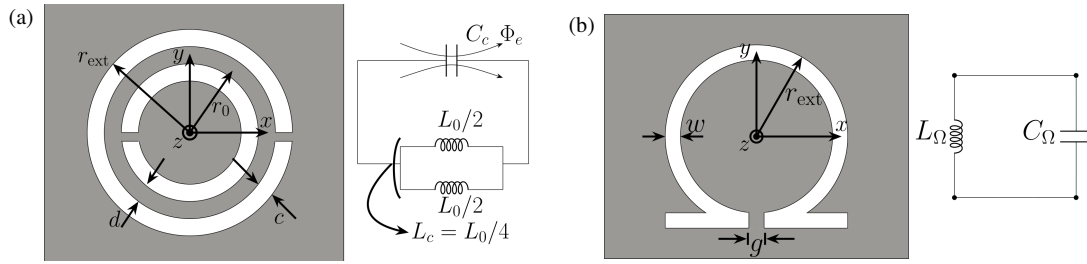 (a)
r_ext
y
r_0
x
z
d
c
C_c Φ_e
L_0/2
L_0/2
L_c = L_0/4
(b)
y
r_ext
w
x
z
g
L_Ω
C_Ω